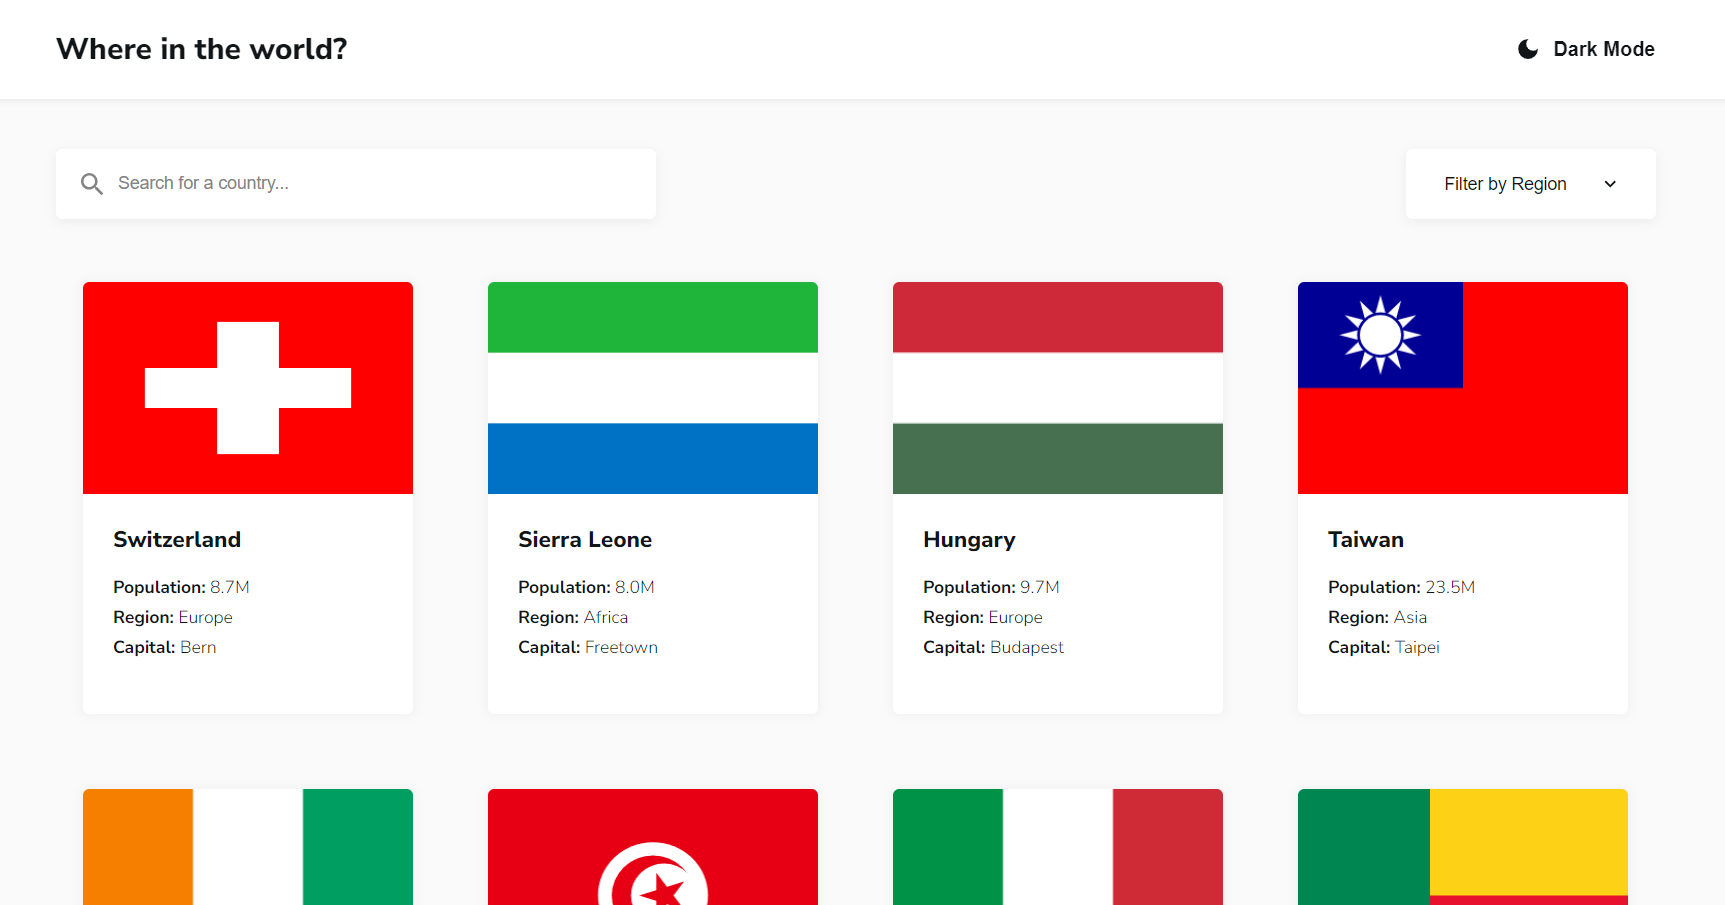 Where in the world?
Dark Mode
Search for a country...
Filter by Region
Switzerland
Population: 8.7M
Region: Europe
Capital: Bern
Sierra Leone
Population: 8.0M
Region: Africa
Capital: Freetown
Hungary
Population: 9.7M
Region: Europe
Capital: Budapest
Taiwan
Population: 23.5M
Region: Asia
Capital: Taipei